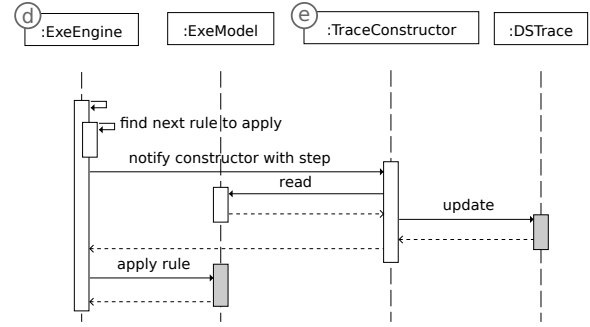 d
e
:ExeEngine
:ExeModel
:TraceConstructor
:DSTrace
find next rule to apply
notify constructor with step
read
update
apply rule